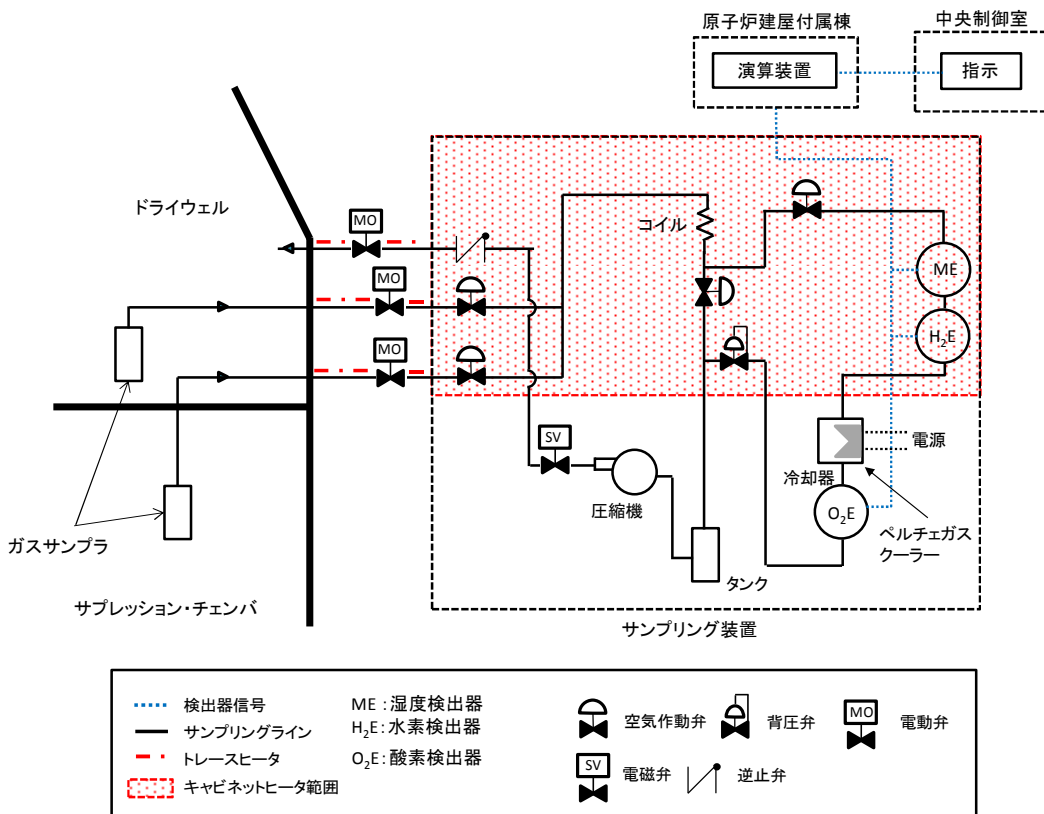 原子炉建屋付属棟
中央制御室
演算装置
指示
ドライウェル
MO
コイル
MO
ME
H₂E
MO
SV
電源
冷却器
圧縮機
O₂E
ペルチェガス
クーラー
ガスサンプラ
タンク
サプレッション・チェンバ
サンプリング装置
検出器信号
サンプリングライン
トレースヒータ
キャビネットヒータ範囲
ME：湿度検出器
H₂E：水素検出器
O₂E：酸素検出器
空気作動弁
背圧弁
MO
電動弁
SV
電磁弁
逆止弁